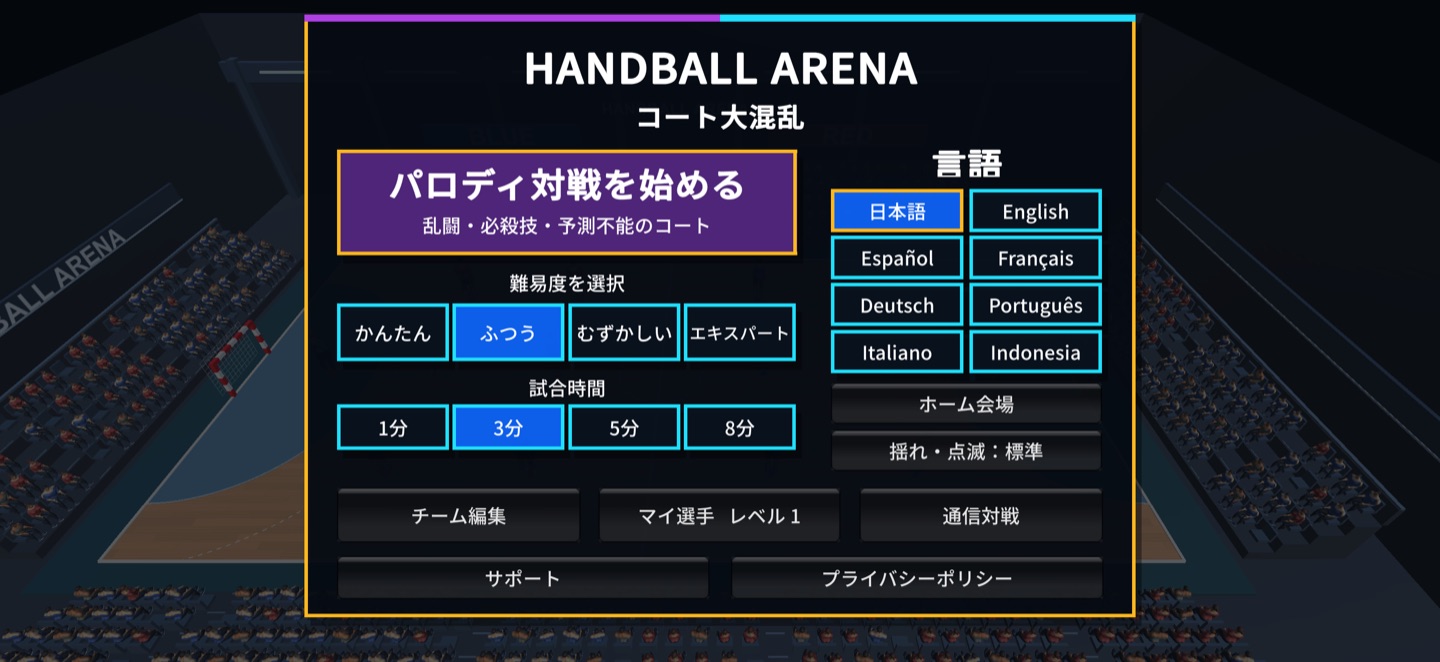 HANDBALL ARENA
コート大混乱
パロディ対戦を始める
乱闘・必殺技・予測不能のコート
難易度を選択
かんたん
ふつう
むずかしい
エキスパート
試合時間
1分
3分
5分
8分
言語
日本語
English
Español
Français
Deutsch
Português
Italiano
Indonesia
ホーム会場
揺れ・点滅：標準
チーム編集
マイ選手 レベル 1
通信対戦
サポート
プライバシーポリシー
BALL ARENA
RED